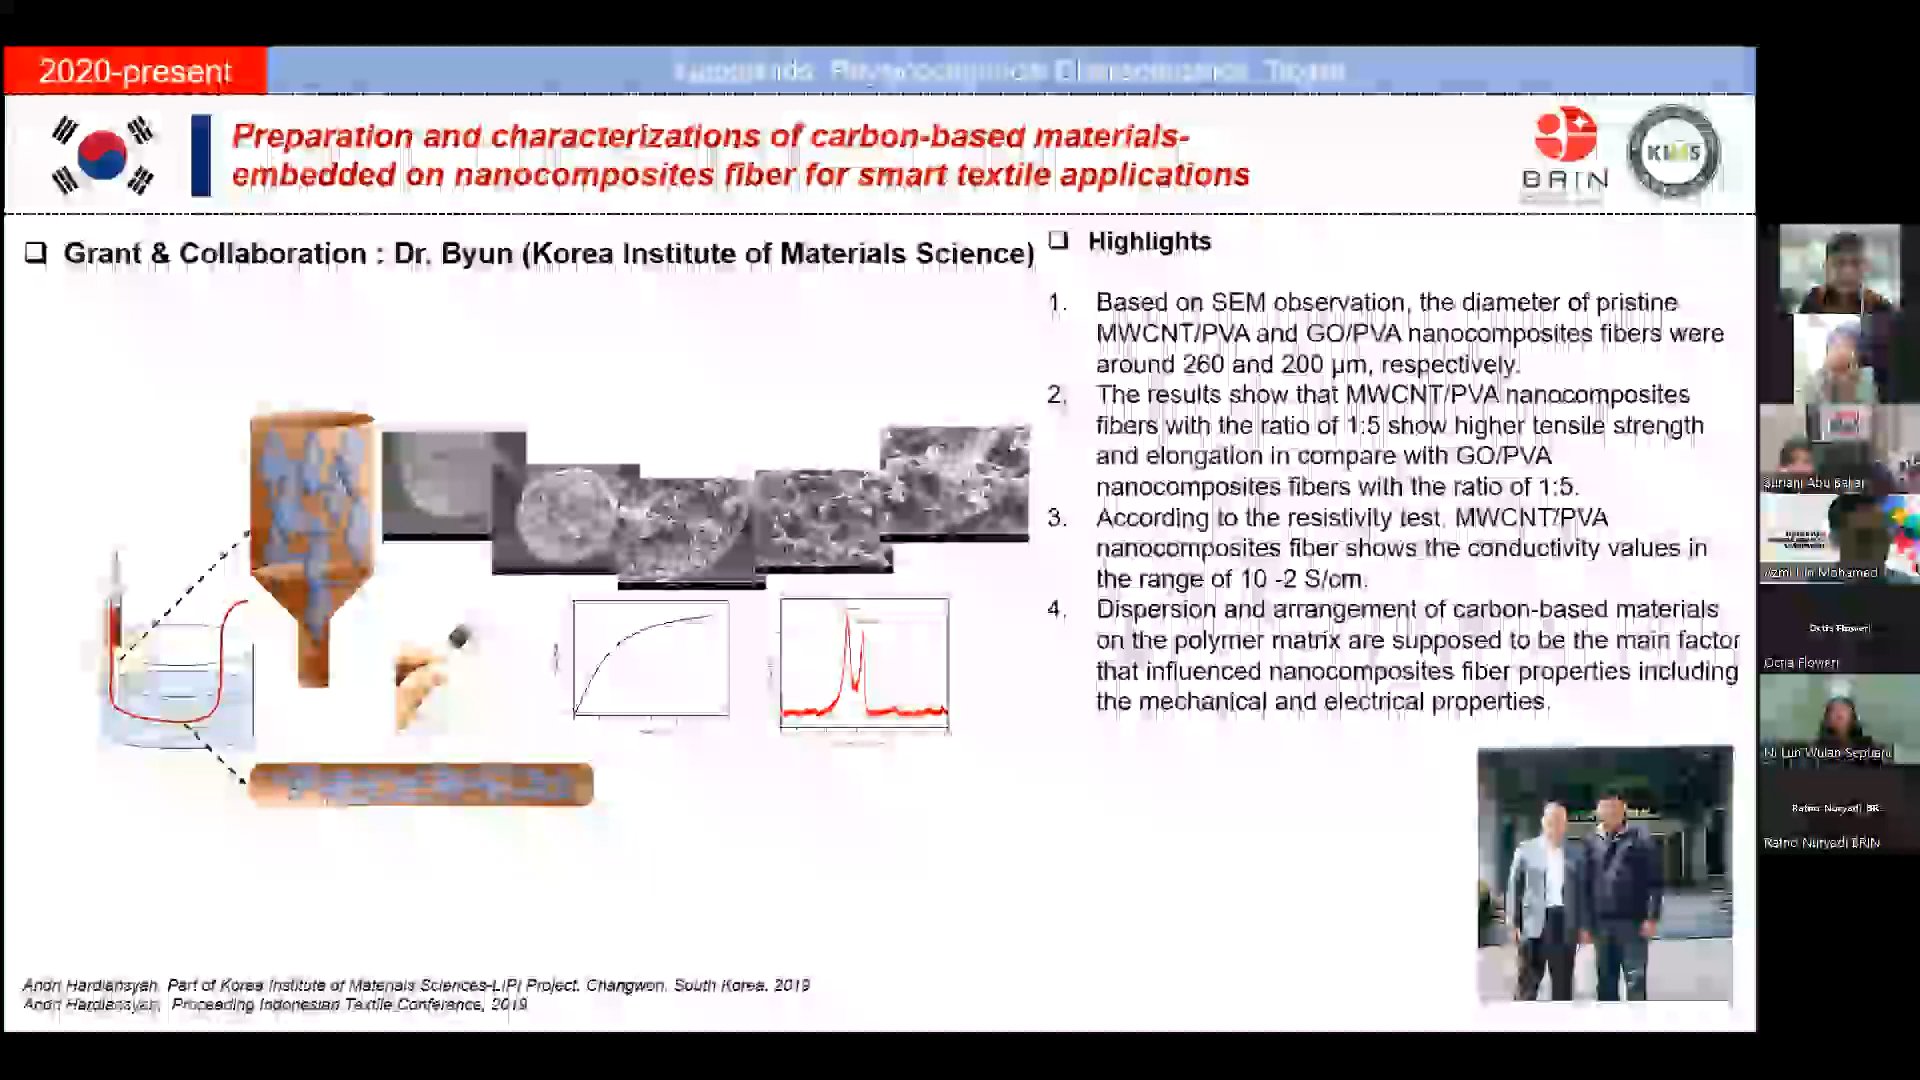 2020-present
Preparation and characterizations of carbon-based materials-
embedded on nanocomposites fiber for smart textile applications
BRIN
KIMS
Grant & Collaboration : Dr. Byun (Korea Institute of Materials Science)
Highlights
1. Based on SEM observation, the diameter of pristine
MWCNT/PVA and GO/PVA nanocomposites fibers were
around 260 and 200 µm, respectively.
2. The results show that MWCNT/PVA nanocomposites
fibers with the ratio of 1:5 show higher tensile strength
and elongation in compare with GO/PVA
nanocomposites fibers with the ratio of 1:5.
3. According to the resistivity test, MWCNT/PVA
nanocomposites fiber shows the conductivity values in
the range of 10 -2 S/cm.
4. Dispersion and arrangement of carbon-based materials
on the polymer matrix are supposed to be the main factor
that influenced nanocomposites fiber properties including
the mechanical and electrical properties.
Andri Hardiansyah, Part of Korea Institute of Materials Sciences-LIPI Project, Changwon, South Korea, 2019
Andri Hardiansyah, Proceeding Indonesian Textile Conference, 2019
Suriani Abu Bakar
Azmi Bin Mohamed
Ni Luh Wulan Septiani
Ratno Nuryadi BR...
Ratno Nuryadi BRIN